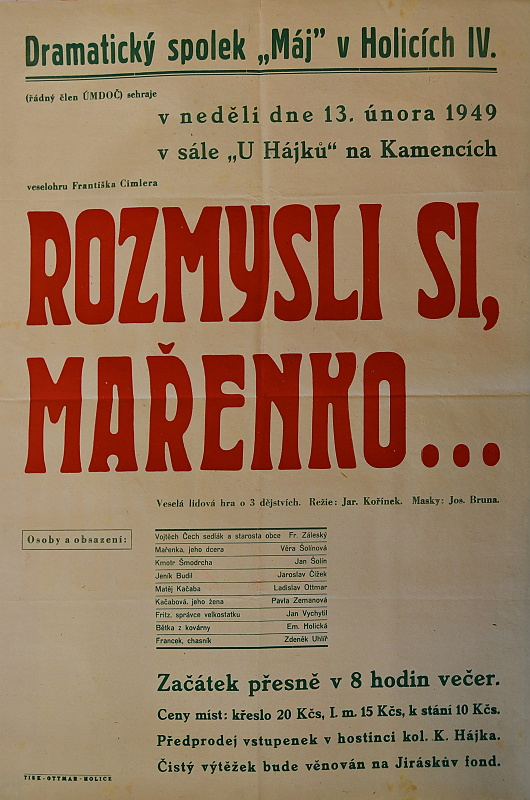 Dramatický spolek „Máj” v Holicích IV.
(řádný člen ÚMDOČ) sehraje
v neděli dne 13. února 1949
v sále „U Hájků“ na Kamencích
veselohru Františka Cimlera
ROZMYSLI SI,
MAŘENKO...
Veselá lidová hra o 3 dějstvích. Režie: Jar. Kořínek. Masky: Jos. Bruna.
Osoby a obsazení:
Vojtěch Čech sedlák a starosta obce Fr. Záleský
Mařenka, jeho dcera Věra Šolínová
Kmotr Šmodrcha Jan Šolín
Jeník Budil Jaroslav Čížek
Matěj Kačaba Ladislav Ottmar
Kačabová, jeho žena Pavla Zemanová
Fritz, správce velkostatku Jan Vychytil
Bětka z kovárny Em. Holická
Francek, chasník Zdeněk Uhlíř
Začátek přesně v 8 hodin večer.
Ceny míst: křeslo 20 Kčs, I. m. 15 Kčs, k stání 10 Kčs.
Předprodej vstupenek v hostinci kol. K. Hájka.
Čistý výtěžek bude věnován na Jiráskův fond.
TISK-OTTMAR-HOLICE